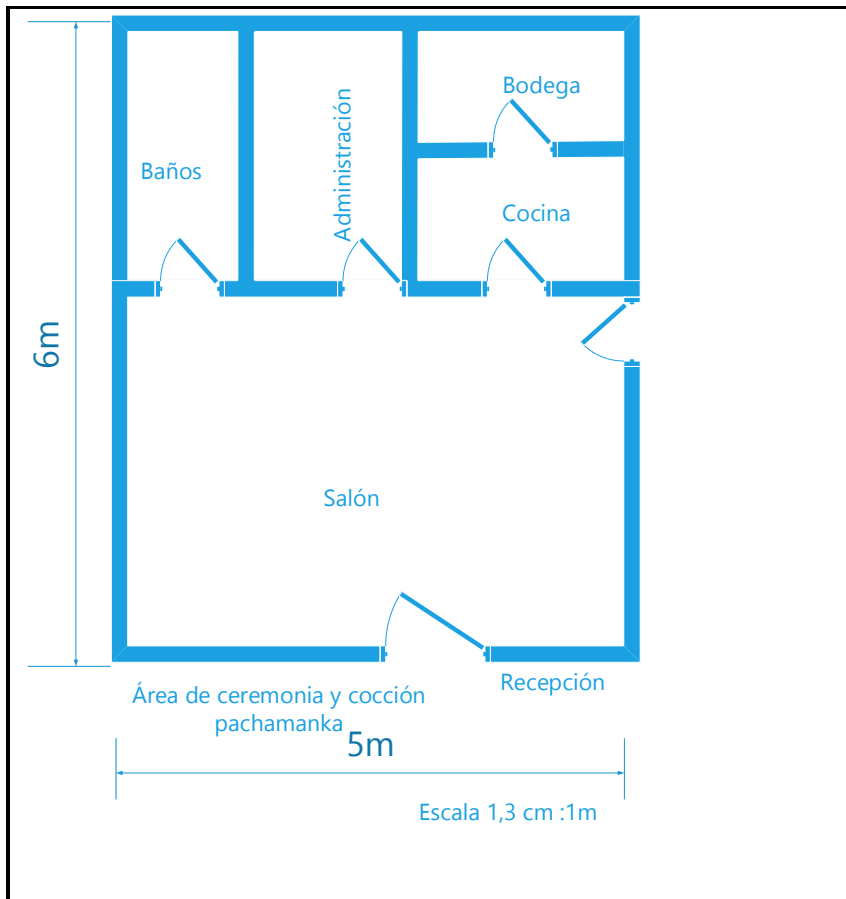 Bodega
Administración
Baños
Cocina
6m
Salón
Recepción
Área de ceremonia y cocción
pachamanka
5m
Escala 1,3 cm :1m